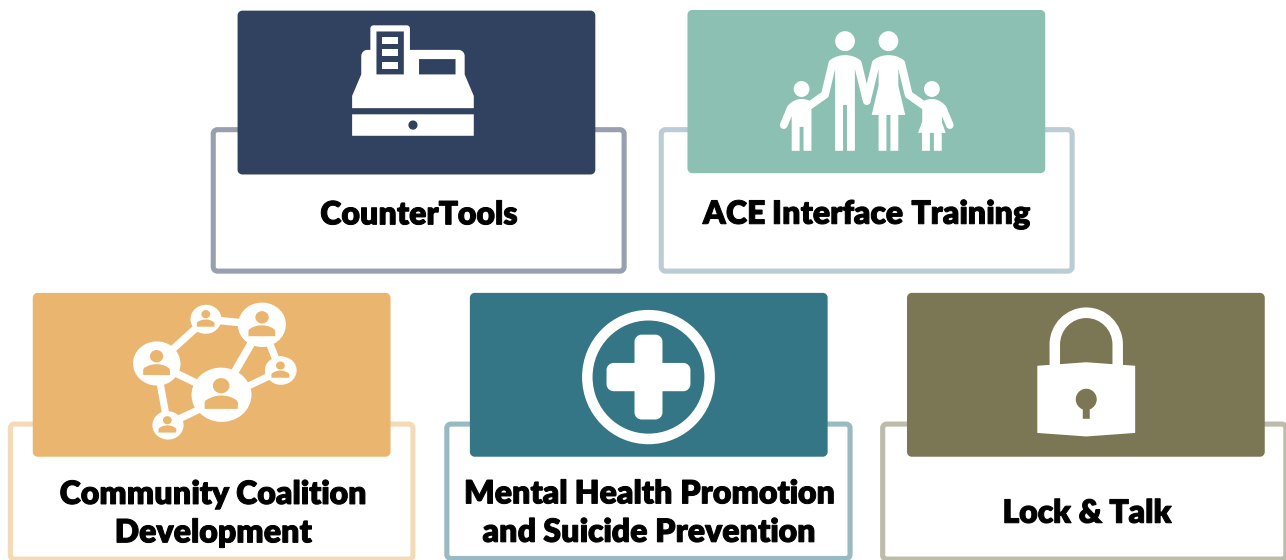 CounterTools
ACE Interface Training
Community Coalition
Development
Mental Health Promotion
and Suicide Prevention
Lock & Talk